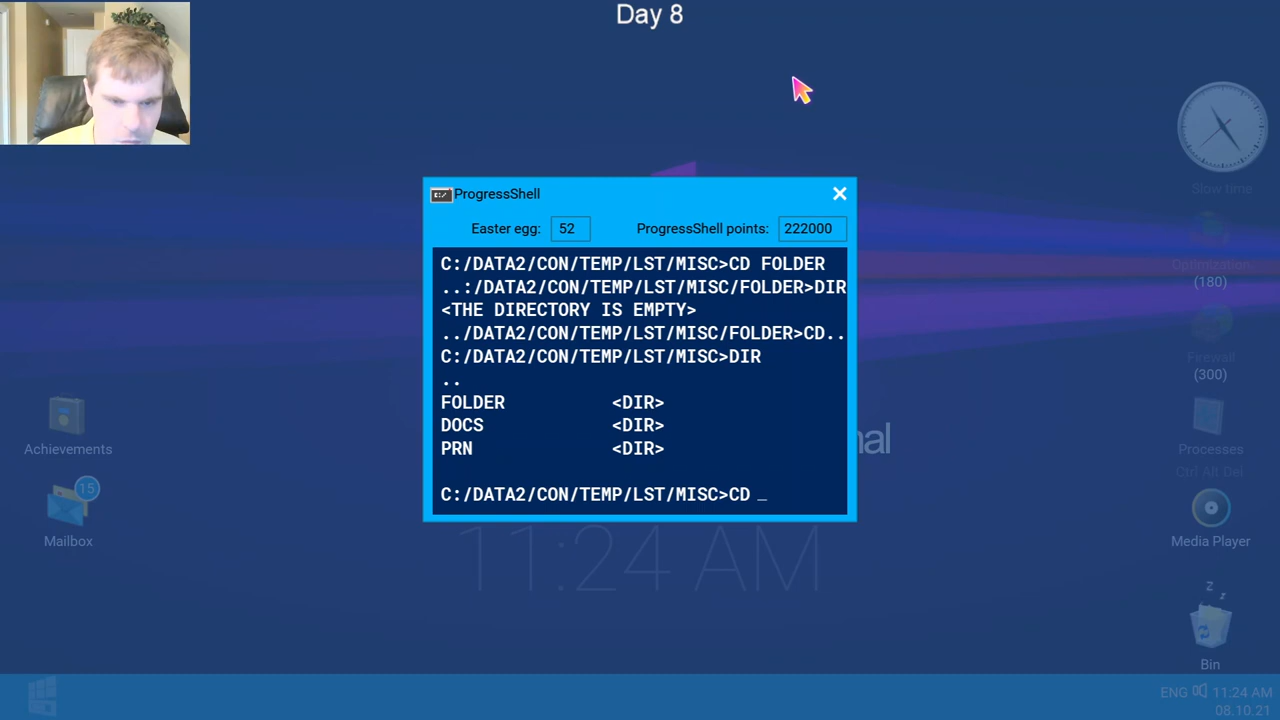 Day 8
Slow time
ProgressShell
Easter egg: 52 ProgressShell points: 222000
C:/DATA2/CON/TEMP/LST/MISC>CD FOLDER
..:/DATA2/CON/TEMP/LST/MISC/FOLDER>DIR
<THE DIRECTORY IS EMPTY>
../DATA2/CON/TEMP/LST/MISC/FOLDER>CD..
C:/DATA2/CON/TEMP/LST/MISC>DIR
..
FOLDER <DIR>
DOCS <DIR>
PRN <DIR>
C:/DATA2/CON/TEMP/LST/MISC>CD _
Optimization
(180)
Firewall
(300)
Achievements
Processes
Ctrl Alt Del
nal
15
Mailbox
Media Player
11:24 AM
Z
z
Bin
ENG 11:24 AM
08.10.21